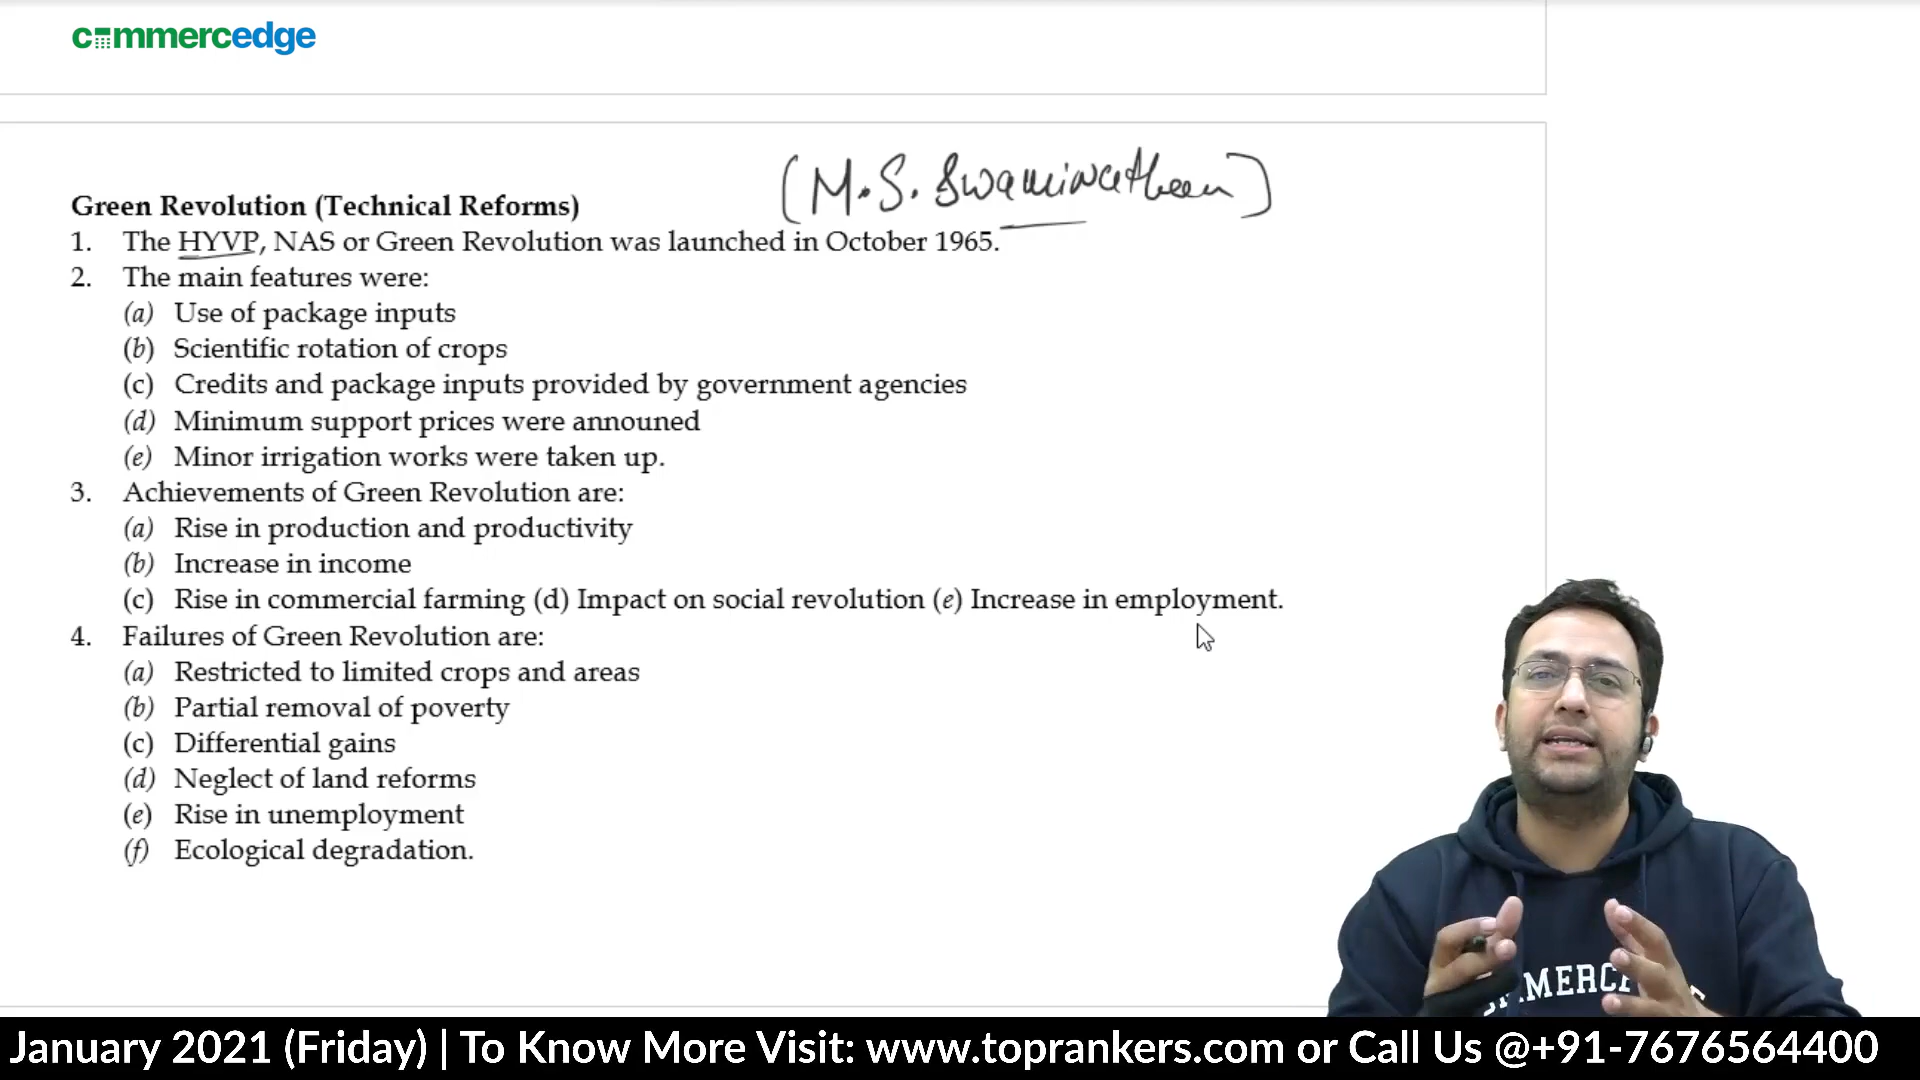 commercedge
(M.S. Swaminathan)
Green Revolution (Technical Reforms)
1. The HYVP, NAS or Green Revolution was launched in October 1965.
2. The main features were:
(a) Use of package inputs
(b) Scientific rotation of crops
(c) Credits and package inputs provided by government agencies
(d) Minimum support prices were announed
(e) Minor irrigation works were taken up.
3. Achievements of Green Revolution are:
(a) Rise in production and productivity
(b) Increase in income
(c) Rise in commercial farming (d) Impact on social revolution (e) Increase in employment.
4. Failures of Green Revolution are:
(a) Restricted to limited crops and areas
(b) Partial removal of poverty
(c) Differential gains
(d) Neglect of land reforms
(e) Rise in unemployment
(f) Ecological degradation.
January 2021 (Friday) | To Know More Visit: www.toprankers.com or Call Us @+91-7676564400